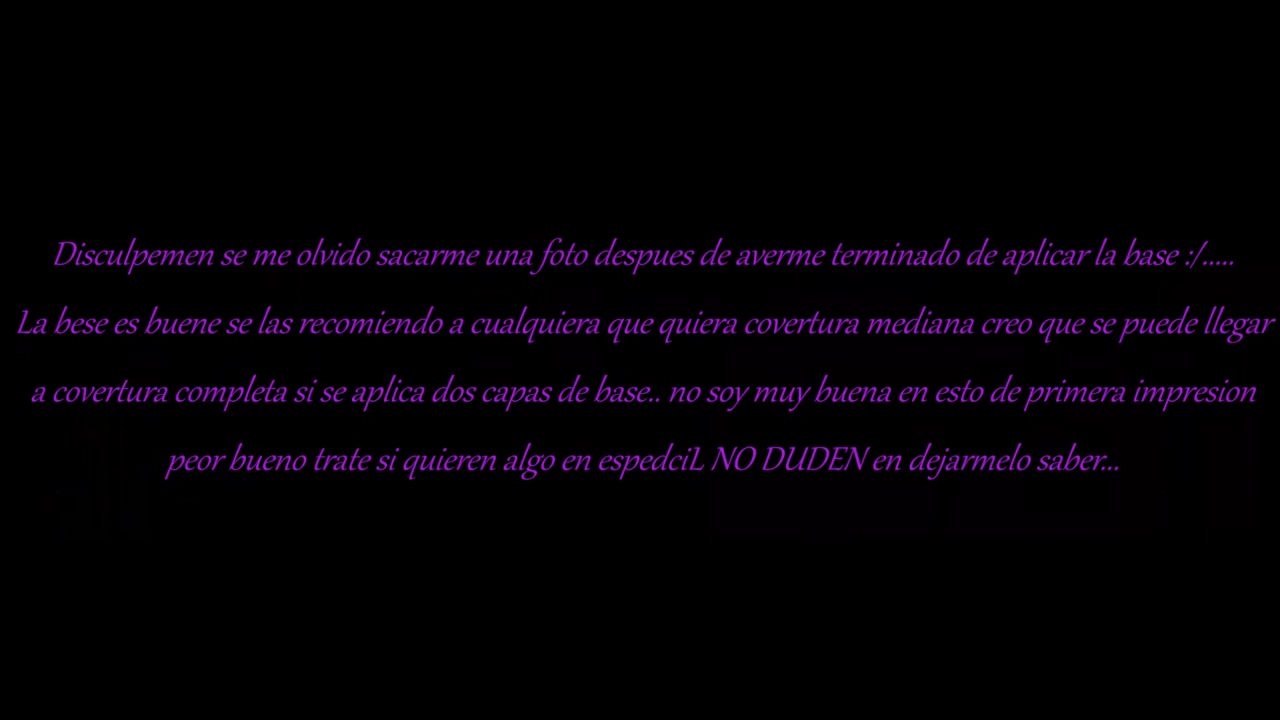 Disculpemen se me olvido sacarme una foto despues de averme terminado de aplicar la base :/.....
La bese es buene se las recomiendo a cualquiera que quiera covertura mediana creo que se puede llegar
a covertura completa si se aplica dos capas de base.. no soy muy buena en esto de primera impresion
peor bueno trate si quieren algo en espedciL NO DUDEN en dejarmelo saber...